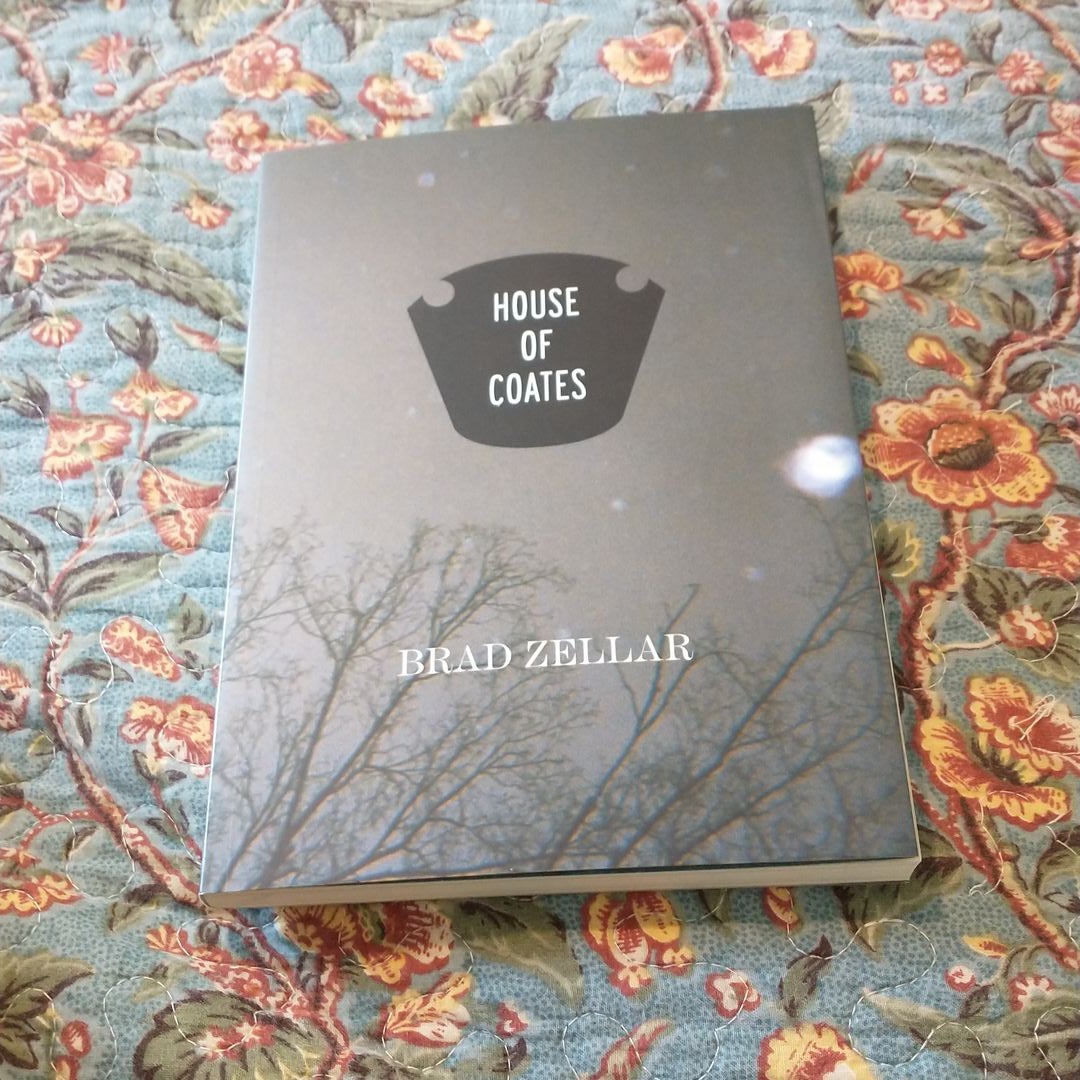 HOUSE
OF
COATES
BRAD ZELLAR